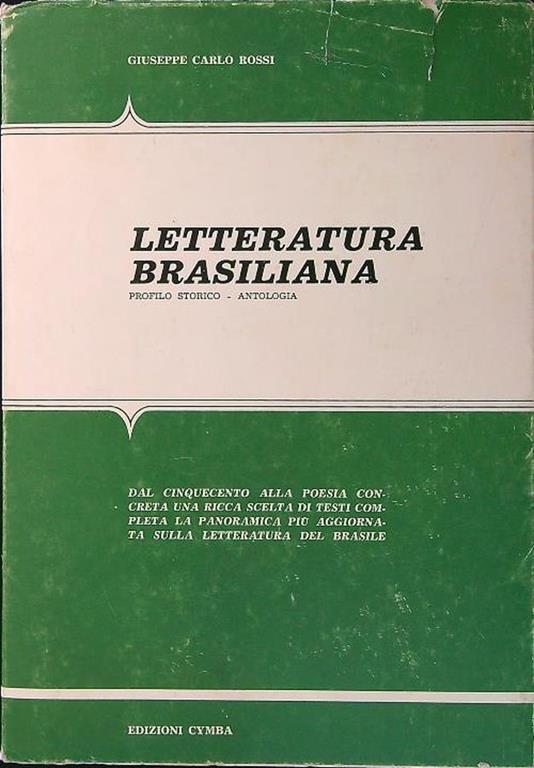 GIUSEPPE CARLO ROSSI
LETTERATURA
BRASILIANA
PROFILO STORICO - ANTOLOGIA
DAL CINQUECENTO ALLA POESIA CON-
CRETA UNA RICCA SCELTA DI TESTI COM-
PLETA LA PANORAMICA PIÙ AGGIORNA-
TA SULLA LETTERATURA DEL BRASILE
EDIZIONI CYMBA